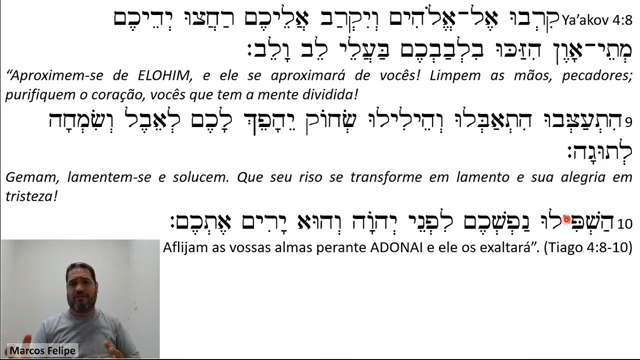 Ya’akov 4:8 קִרְבוּ אֶל־אֱלֹהִים וְיִקְרַב אֲלֵיכֶם רַחֲצוּ יְדֵיכֶם
מְתֵי־אָוֶן הִזַּכּוּ בִלְבַבְכֶם בַּעֲלֵי לֵב וָלֵב׃
“Aproximem-se de ELOHIM, e ele se aproximará de vocês! Limpem as mãos, pecadores;
purifiquem o coração, vocês que tem a mente dividida!
9 הִתְעַצְּבוּ הִתְאַבְּלוּ וְהֵילִילוּ שְׂחוֹק יֵהָפֵךְ לָכֶם לְאֵבֶל וְשִׂמְחָה
לְתוּגָה׃
Gemam, lamentem-se e solucem. Que seu riso se transforme em lamento e sua alegria em
tristeza!
10 הַשְׁפִּילוּ נַפְשְׁכֶם לִפְנֵי יְהוָֹה וְהוּא יָרִים אֶתְכֶם׃
Aflijam as vossas almas perante ADONAI e ele os exaltará”. (Tiago 4:8-10)
Marcos Felipe